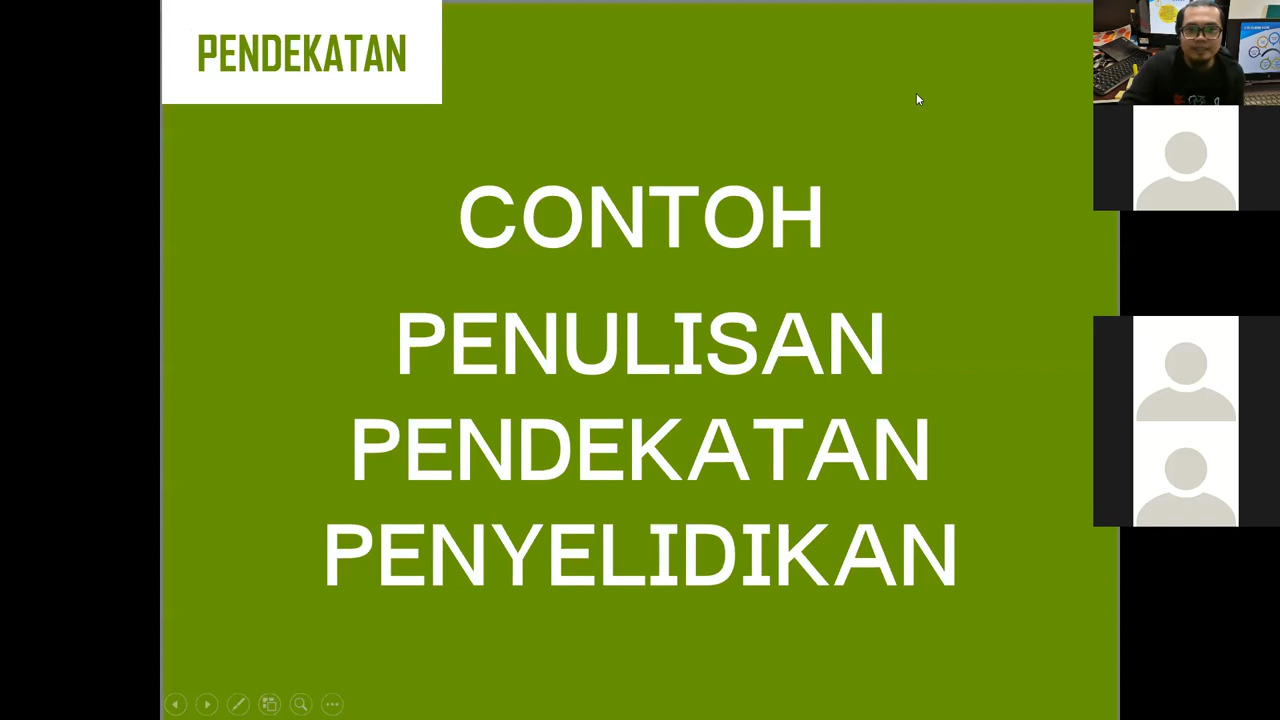 PENDEKATAN
CONTOH
PENULISAN
PENDEKATAN
PENYELIDIKAN